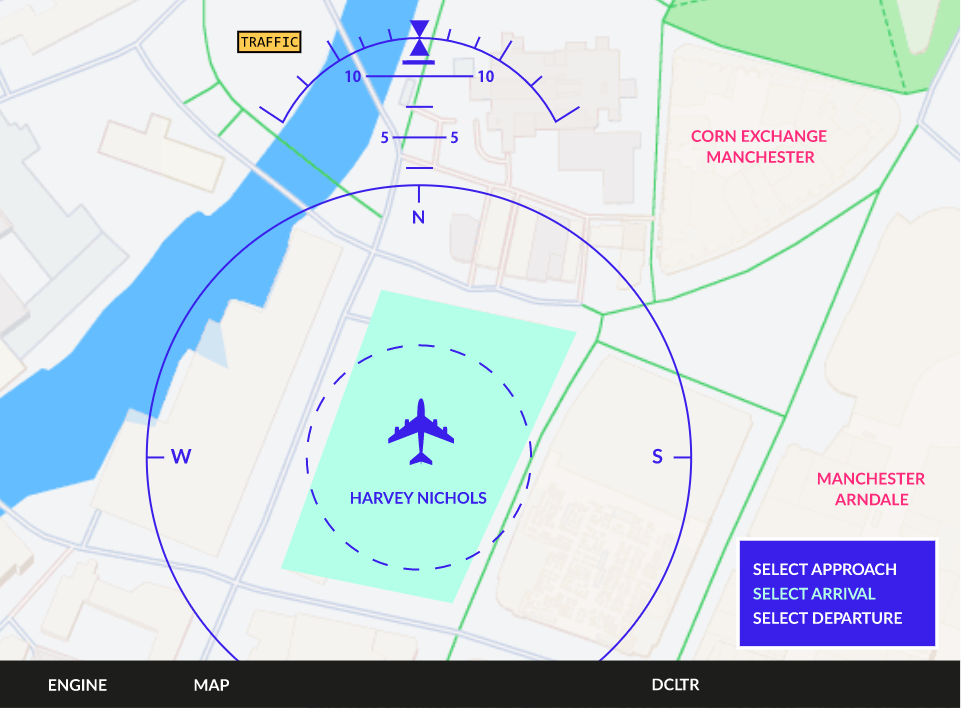 TRAFFIC
10 10
5 5
CORN EXCHANGE
MANCHESTER
N
W
S
HARVEY NICHOLS
MANCHESTER
ARNDALE
SELECT APPROACH
SELECT ARRIVAL
SELECT DEPARTURE
ENGINE MAP DCLTR